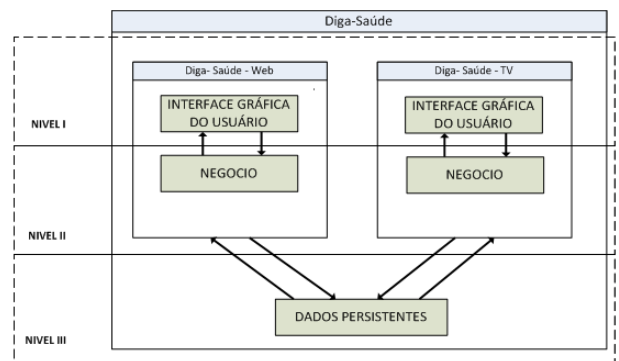 Diga-Saúde
Diga- Saúde - Web
Diga- Saúde - TV
INTERFACE GRÁFICA
DO USUÁRIO
INTERFACE GRÁFICA
DO USUÁRIO
NIVEL I
NEGOCIO
NEGOCIO
NIVEL II
DADOS PERSISTENTES
NIVEL III